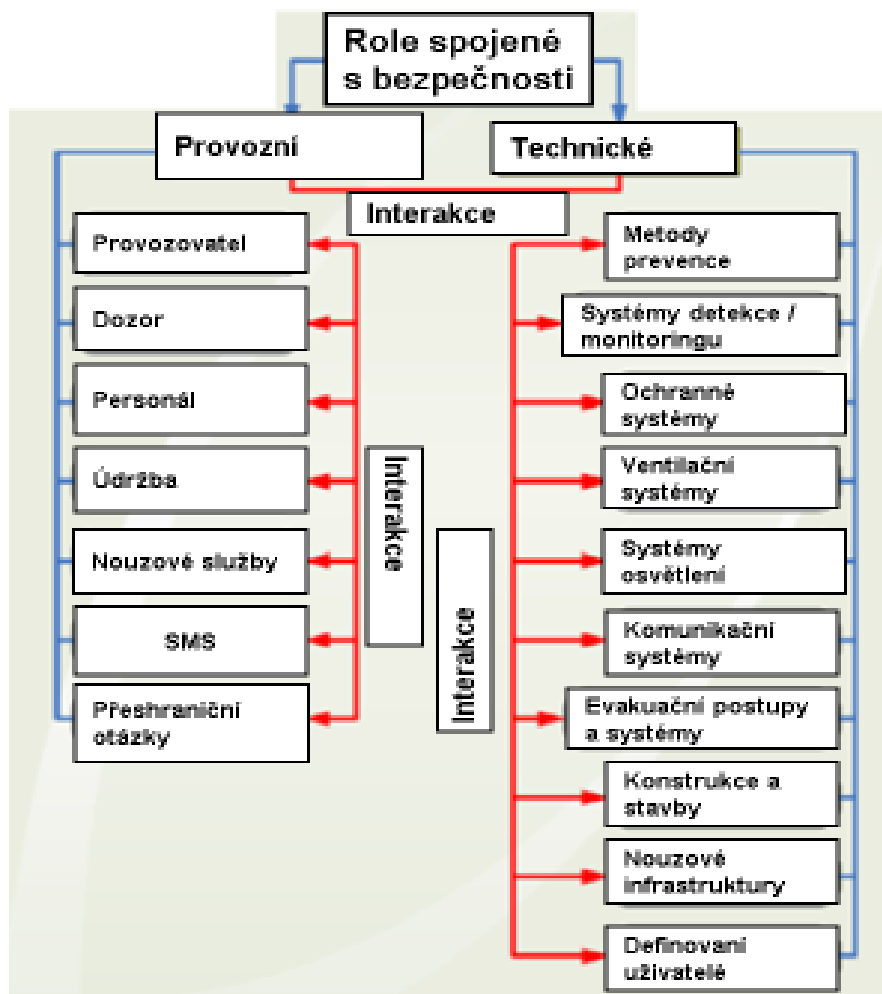 Role spojené
s bezpečnosti
Provozní
Technické
Interakce
Provozovatel
Dozor
Personál
Údržba
Nouzové služby
SMS
Přeshraniční
otázky
Interakce
Interakce
Metody
prevence
Systémy detekce /
monitoringu
Ochranné
systémy
Ventilační
systémy
Systémy
osvětlení
Komunikační
systémy
Evakuační postupy
a systémy
Konstrukce a
stavby
Nouzové
infrastruktury
Definovaní
uživatelé